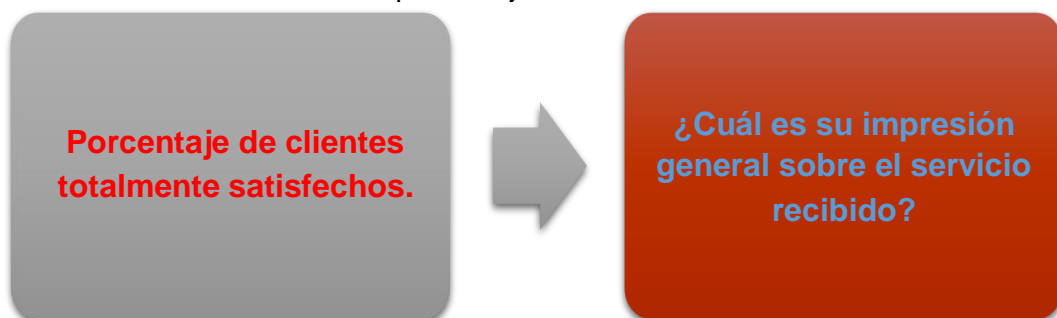 Porcentaje de clientes
totalmente satisfechos.
¿Cuál es su impresión
general sobre el servicio
recibido?